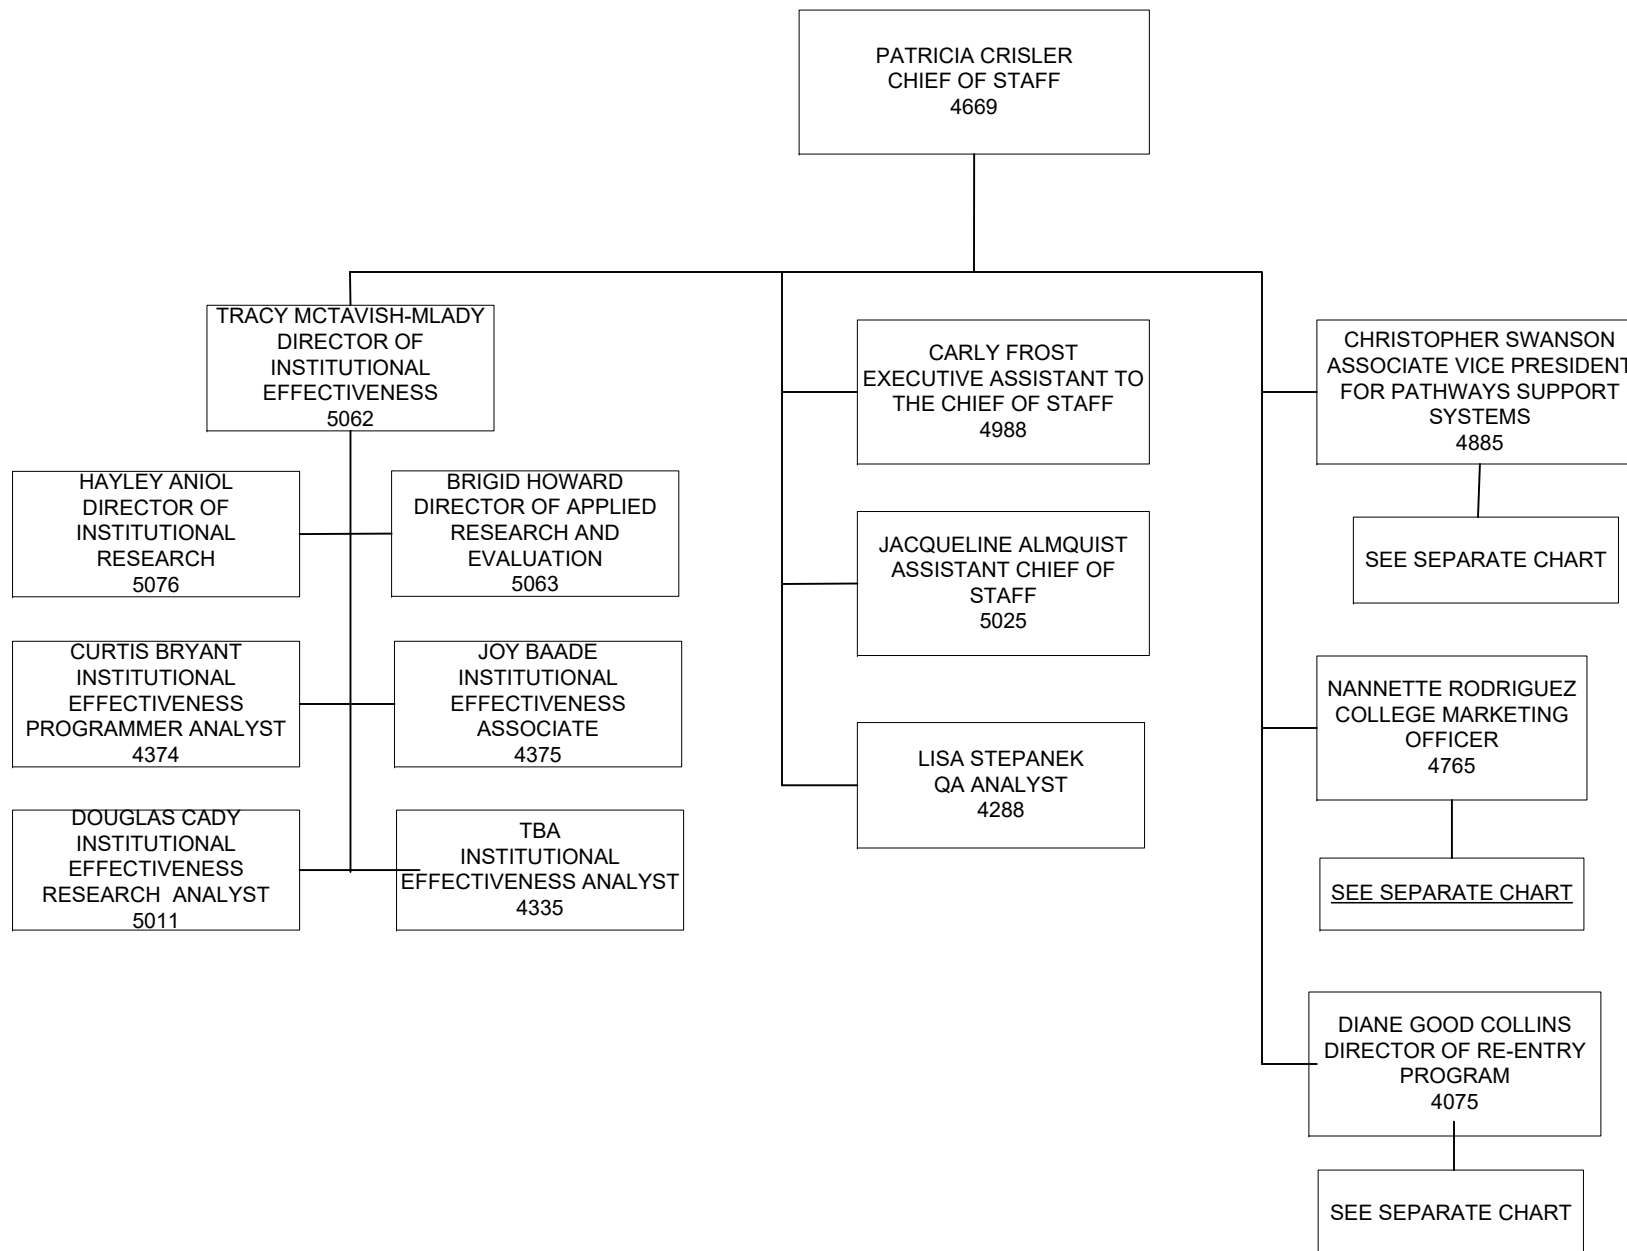 PATRICIA CRISLER
CHIEF OF STAFF
4669
TRACY MCTAVISH-MLADY
DIRECTOR OF
INSTITUTIONAL
EFFECTIVENESS
5062
HAYLEY ANIOL
DIRECTOR OF
INSTITUTIONAL
RESEARCH
5076
BRIGID HOWARD
DIRECTOR OF APPLIED
RESEARCH AND
EVALUATION
5063
CURTIS BRYANT
INSTITUTIONAL
EFFECTIVENESS
PROGRAMMER ANALYST
4374
JOY BAADE
INSTITUTIONAL
EFFECTIVENESS
ASSOCIATE
4375
DOUGLAS CADY
INSTITUTIONAL
EFFECTIVENESS
RESEARCH  ANALYST
5011
TBA
INSTITUTIONAL
EFFECTIVENESS ANALYST
4335
CARLY FROST
EXECUTIVE ASSISTANT TO
THE CHIEF OF STAFF
4988
JACQUELINE ALMQUIST
ASSISTANT CHIEF OF
STAFF
5025
LISA STEPANEK
QA ANALYST
4288
CHRISTOPHER SWANSON
ASSOCIATE VICE PRESIDENT
FOR PATHWAYS SUPPORT
SYSTEMS
4885
SEE SEPARATE CHART
NANNETTE RODRIGUEZ
COLLEGE MARKETING
OFFICER
4765
SEE SEPARATE CHART
DIANE GOOD COLLINS
DIRECTOR OF RE-ENTRY
PROGRAM
4075
SEE SEPARATE CHART